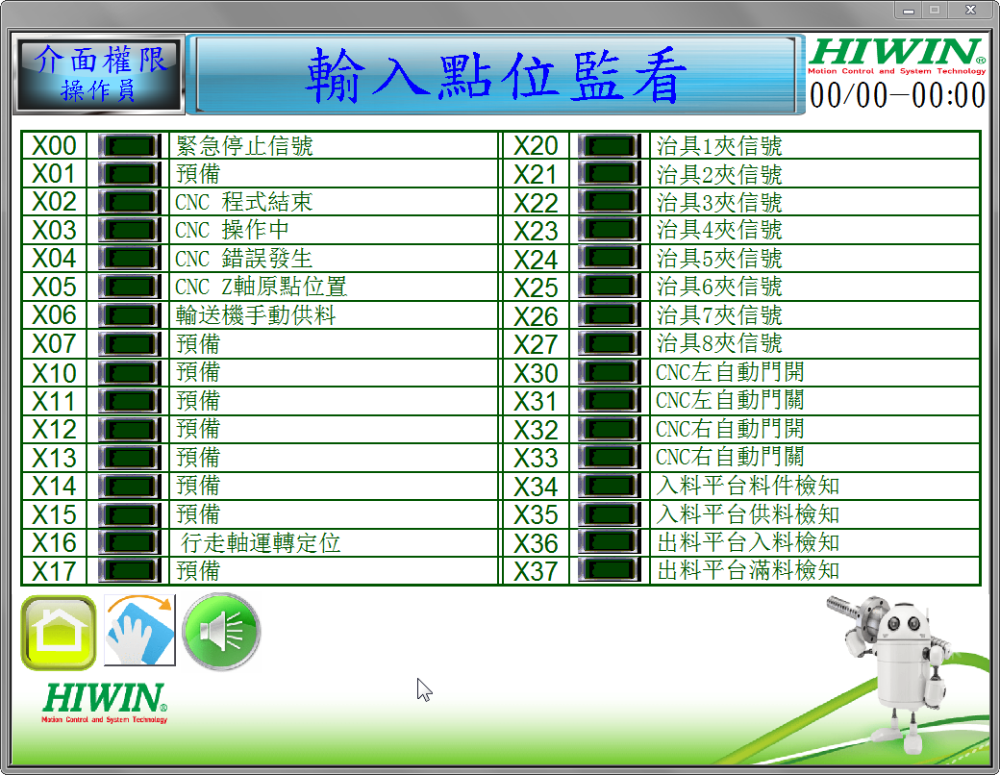 介面權限
操作員
輸入點位監看
HIWIN®
Motion Control and System Technology
00/00-00:00
X00 緊急停止信號
X01 預備
X02 CNC 程式結束
X03 CNC 操作中
X04 CNC 錯誤發生
X05 CNC Z軸原點位置
X06 輸送機手動供料
X07 預備
X10 預備
X11 預備
X12 預備
X13 預備
X14 預備
X15 預備
X16 行走軸運轉定位
X17 預備
X20 治具1夾信號
X21 治具2夾信號
X22 治具3夾信號
X23 治具4夾信號
X24 治具5夾信號
X25 治具6夾信號
X26 治具7夾信號
X27 治具8夾信號
X30 CNC左自動門開
X31 CNC左自動門關
X32 CNC右自動門開
X33 CNC右自動門關
X34 入料平台料件檢知
X35 入料平台供料檢知
X36 出料平台入料檢知
X37 出料平台滿料檢知
HIWIN®
Motion Control and System Technology